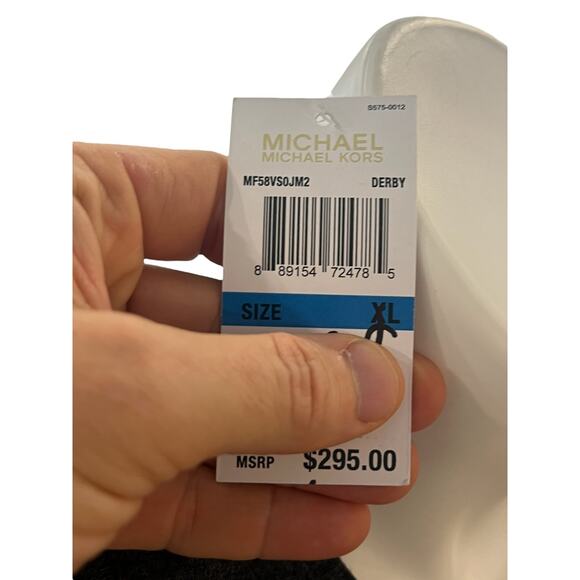 S575-0012
MICHAEL
MICHAEL KORS
MF58VS0JM2 DERBY
8 89154 72478 5
SIZE XL
MSRP $295.00